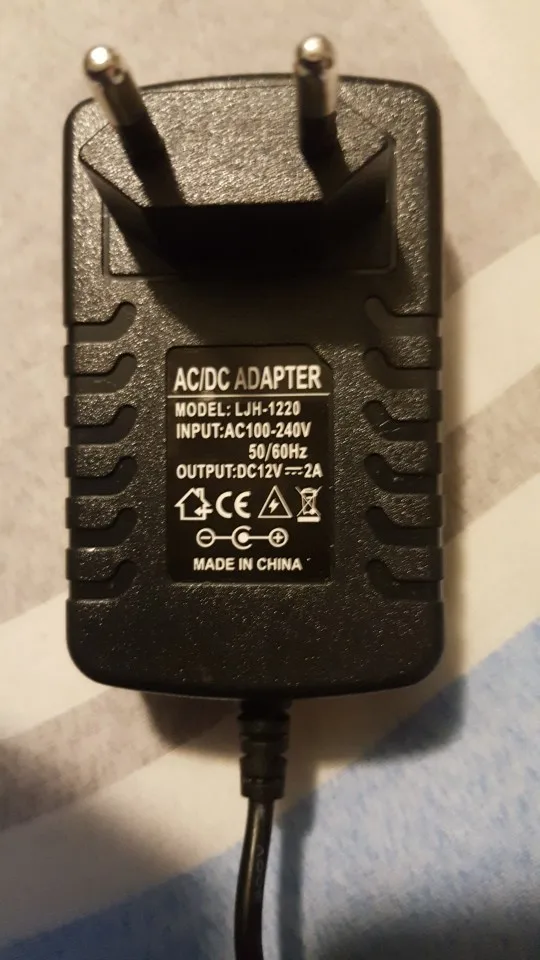 AC/DC ADAPTER
MODEL: LJH-1220
INPUT:AC100-240V
50/60Hz
OUTPUT:DC12V⎓2A
CE
MADE IN CHINA